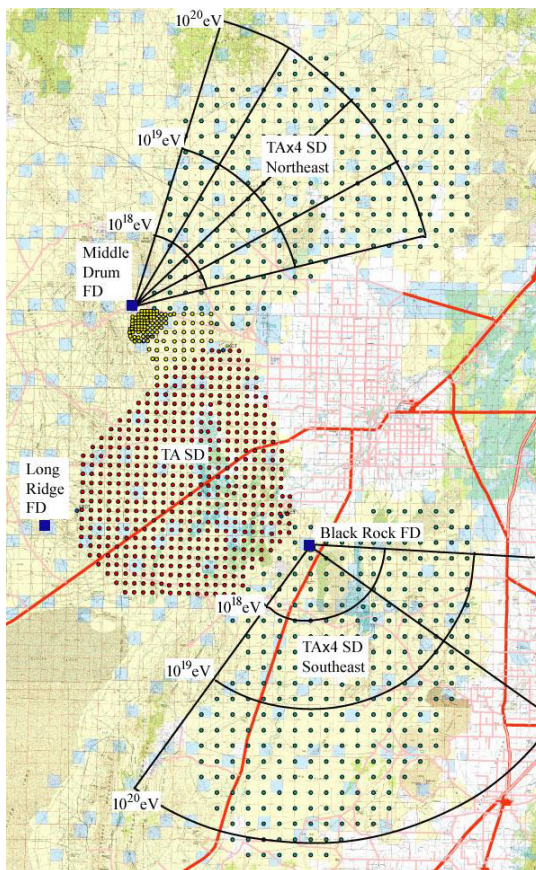 10²⁰eV
10¹⁹eV
TAx4 SD
Northeast
10¹⁸eV
Middle
Drum
FD
TA SD
Long
Ridge
FD
Black Rock FD
10¹⁸eV
TAx4 SD
Southeast
10¹⁹eV
10²⁰eV